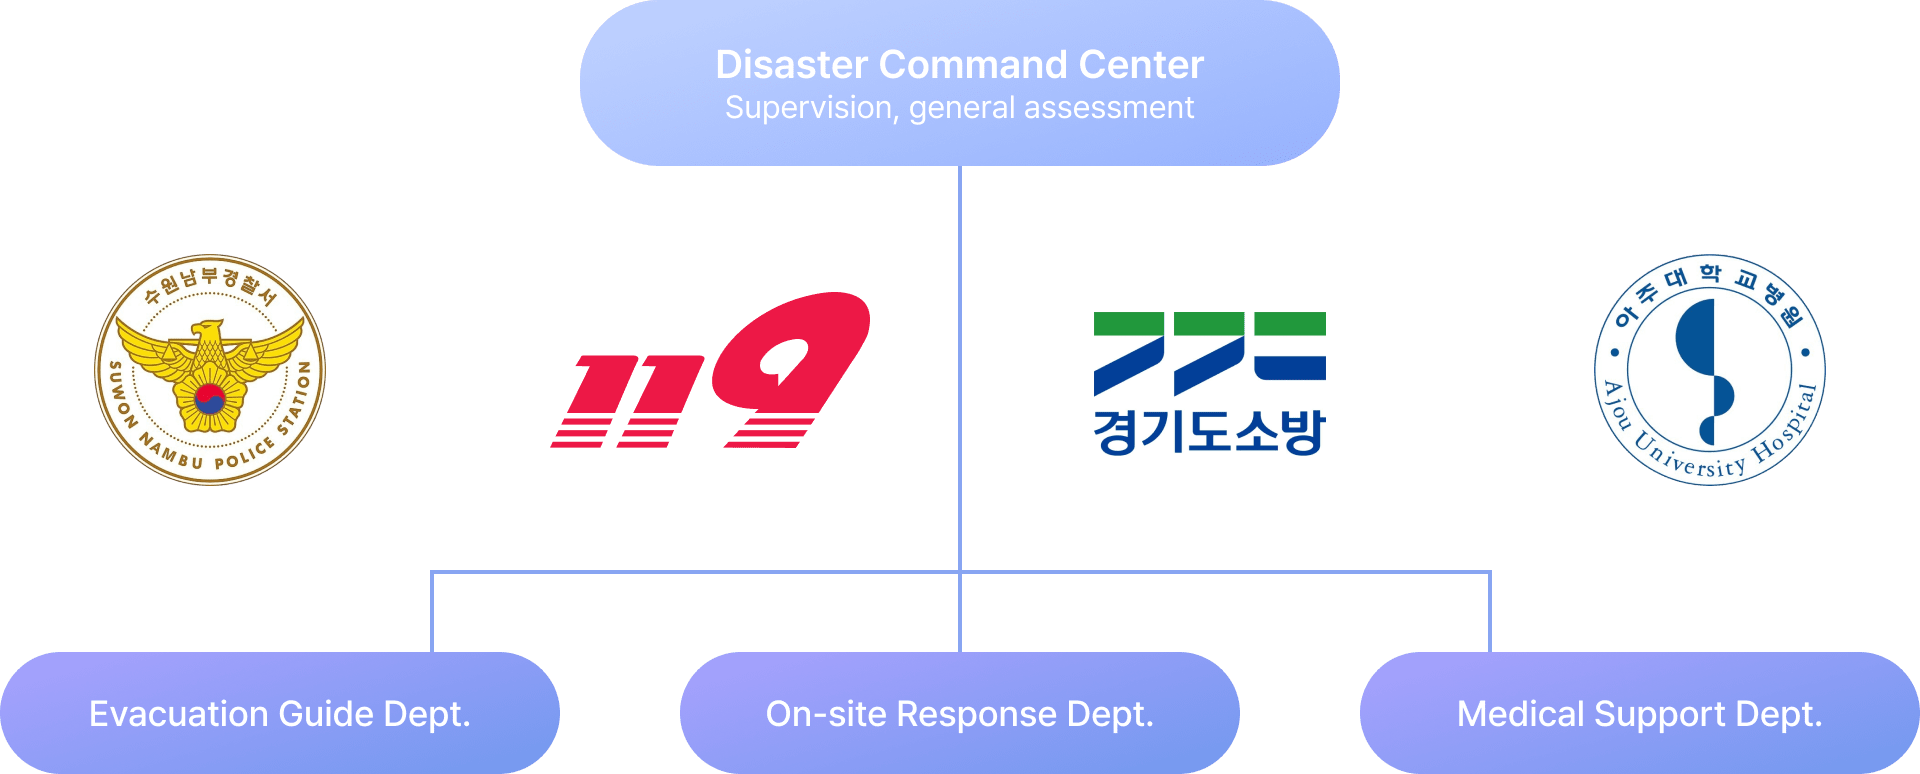 Disaster Command Center
Supervision, general assessment
수원남부경찰서
SUWON NAMBU POLICE STATION
119
경기도소방
아주대학교병원
Ajou University Hospital
Evacuation Guide Dept.
On-site Response Dept.
Medical Support Dept.